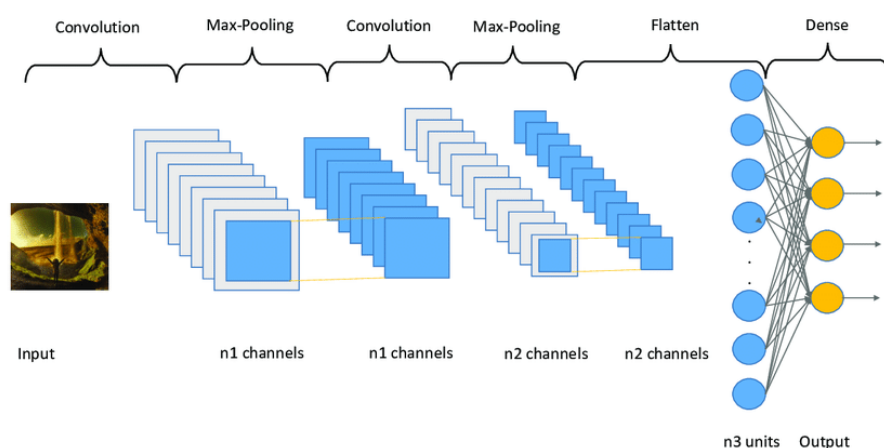 Convolution
Max-Pooling
Convolution
Max-Pooling
Flatten
Dense
Input
n1 channels
n1 channels
n2 channels
n2 channels
n3 units
Output